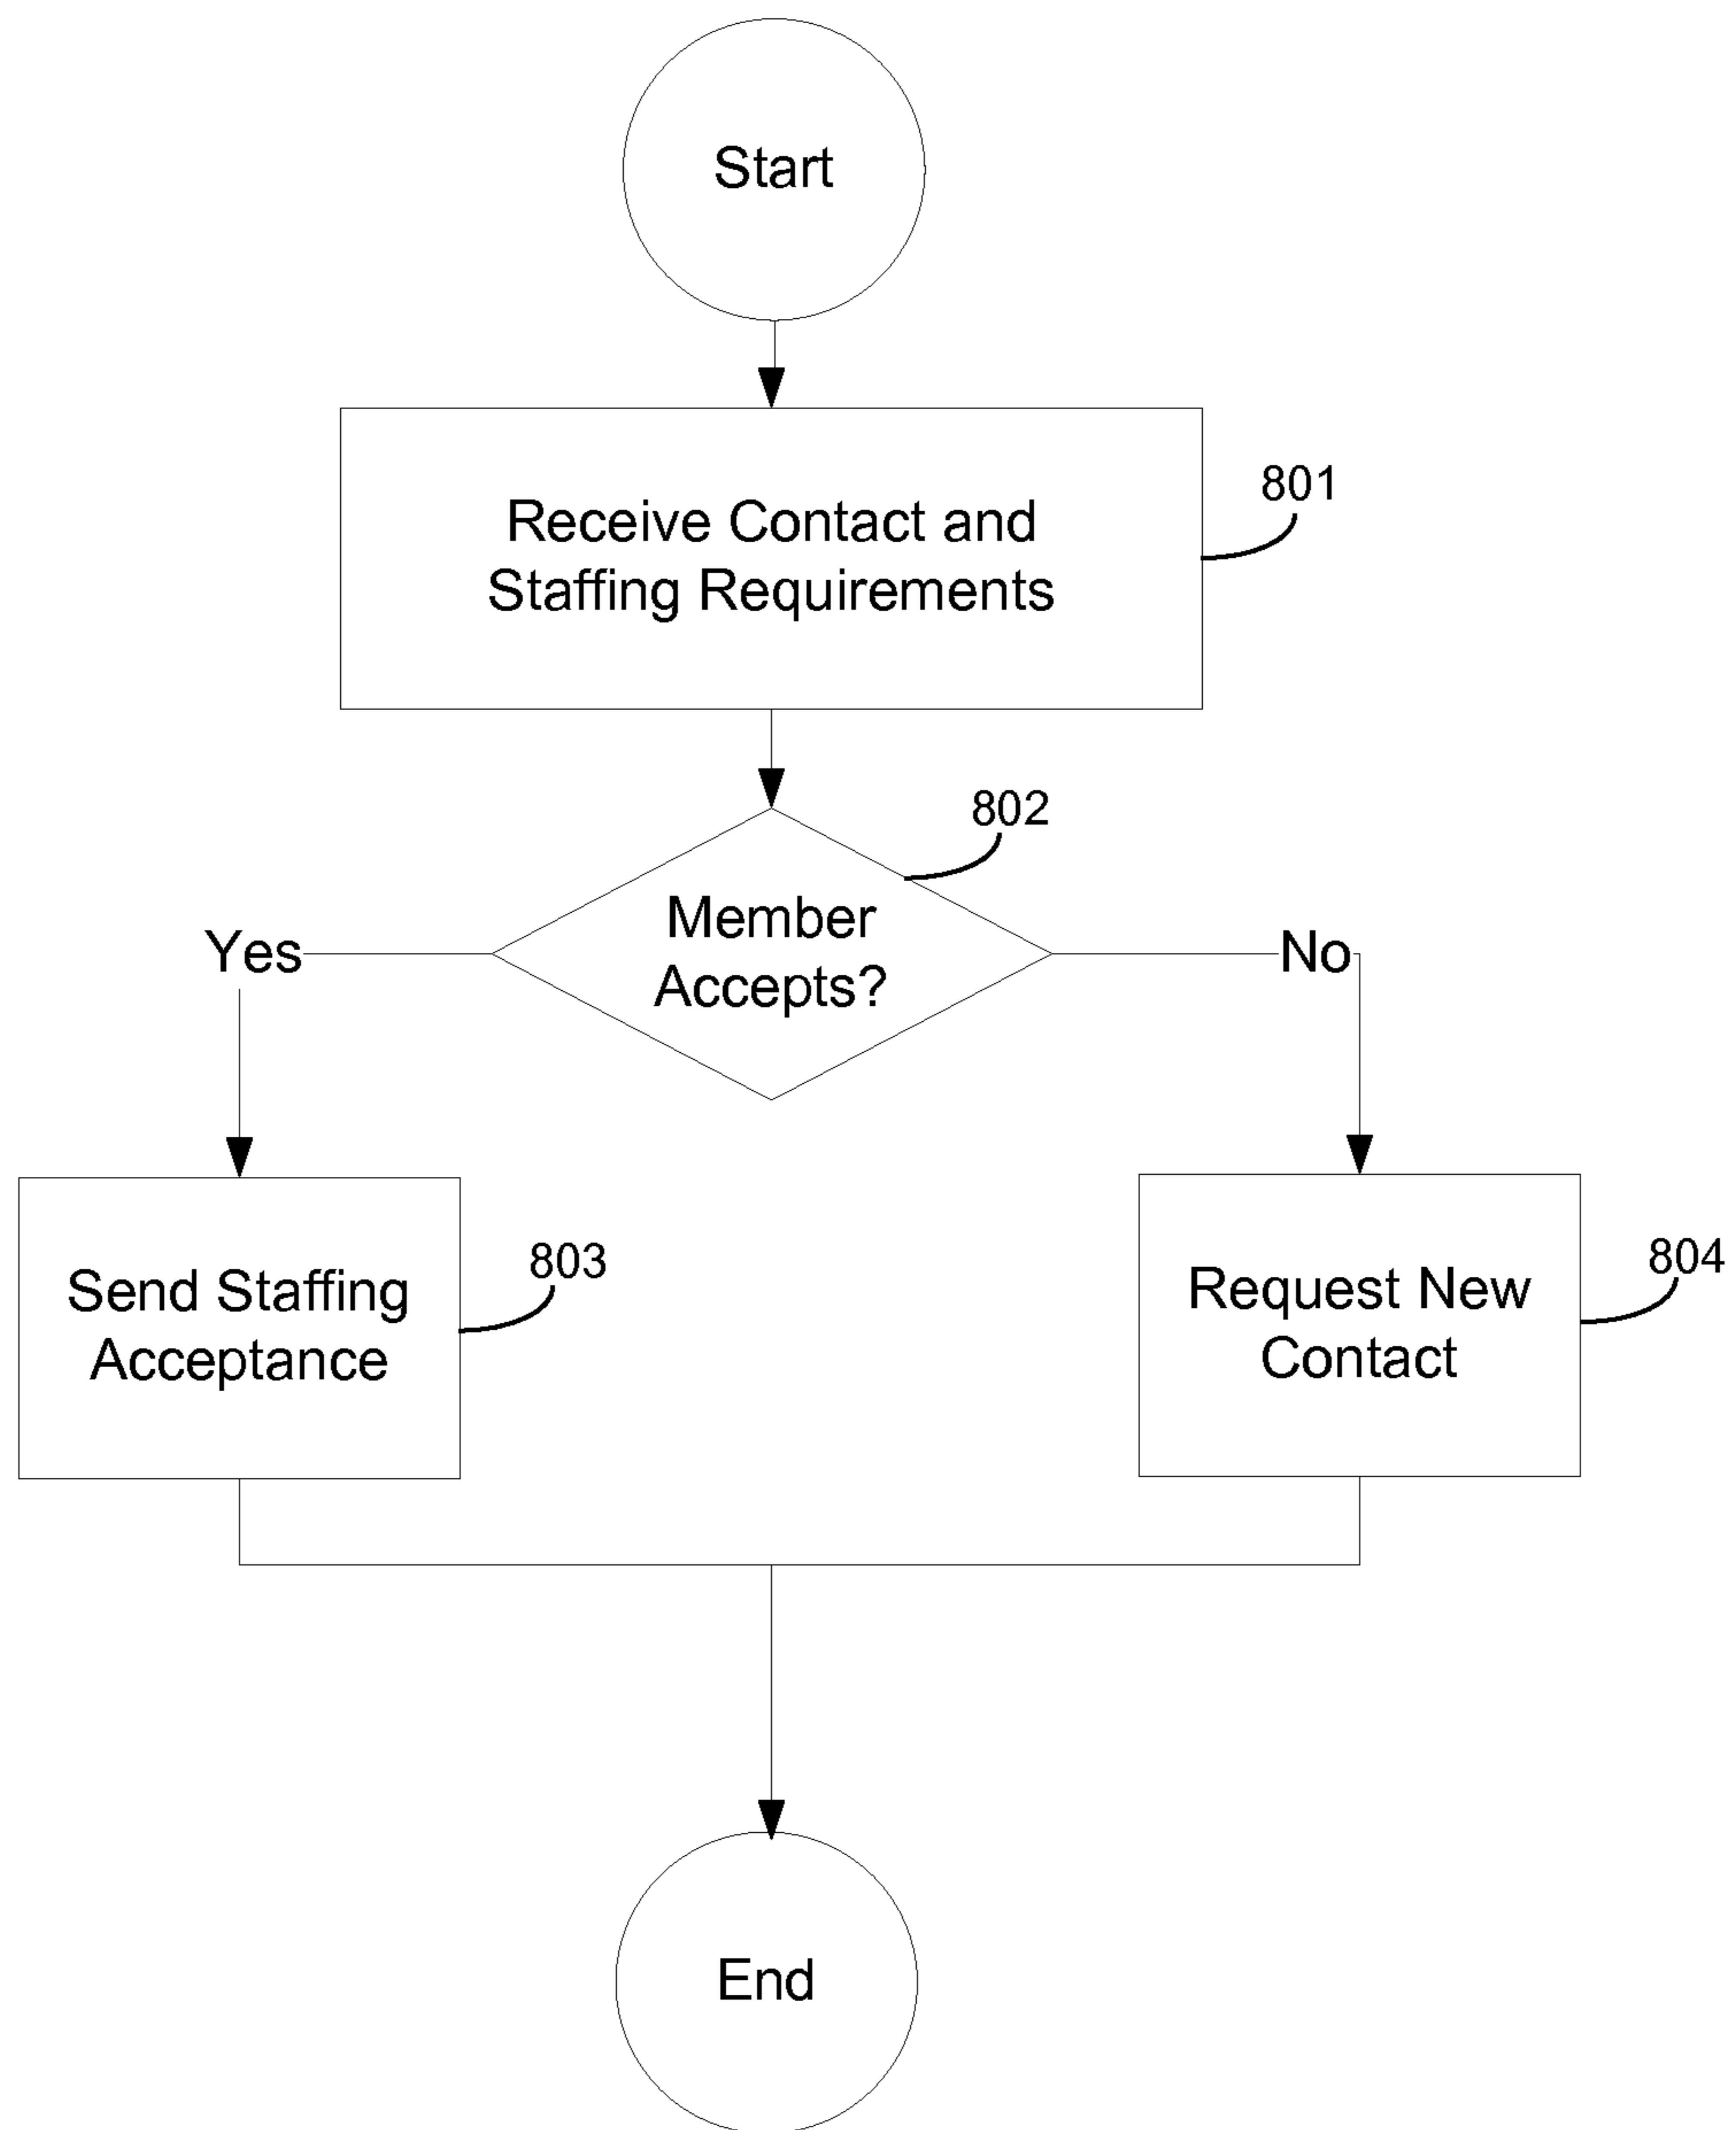 Start
Receive Contact and
Staffing Requirements
801
802
Member
Accepts?
Yes
No
Send Staffing
Acceptance
803
Request New
Contact
804
End